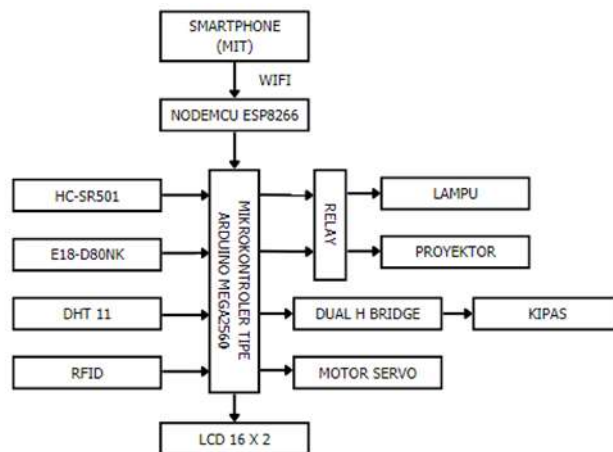 SMARTPHONE
(MIT)
WIFI
NODEMCU ESP8266
HC-SR501
E18-D80NK
DHT 11
RFID
MIKROKONTROLER TIPE
ARDUINO MEGA2560
RELAY
LAMPU
PROYEKTOR
DUAL H BRIDGE
KIPAS
MOTOR SERVO
LCD 16 X 2